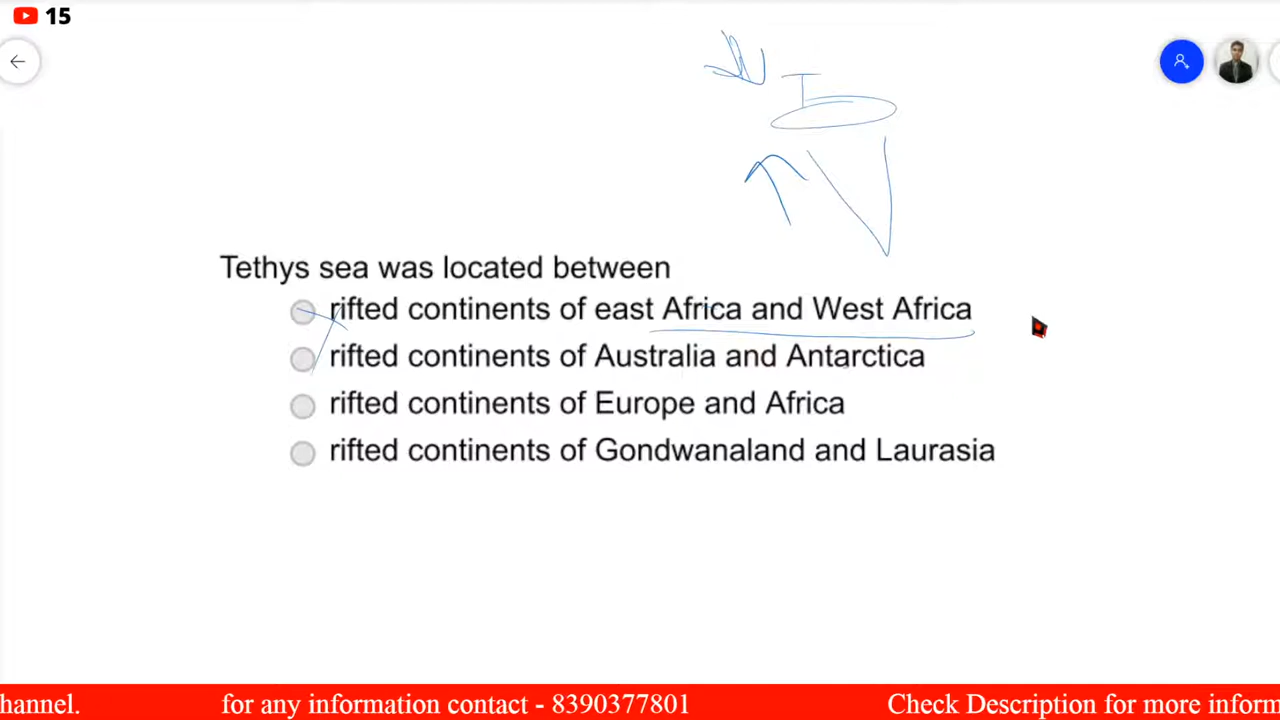 15
Tethys sea was located between
rifted continents of east Africa and West Africa
rifted continents of Australia and Antarctica
rifted continents of Europe and Africa
rifted continents of Gondwanaland and Laurasia
hannel. for any information contact - 8390377801 Check Description for more inform